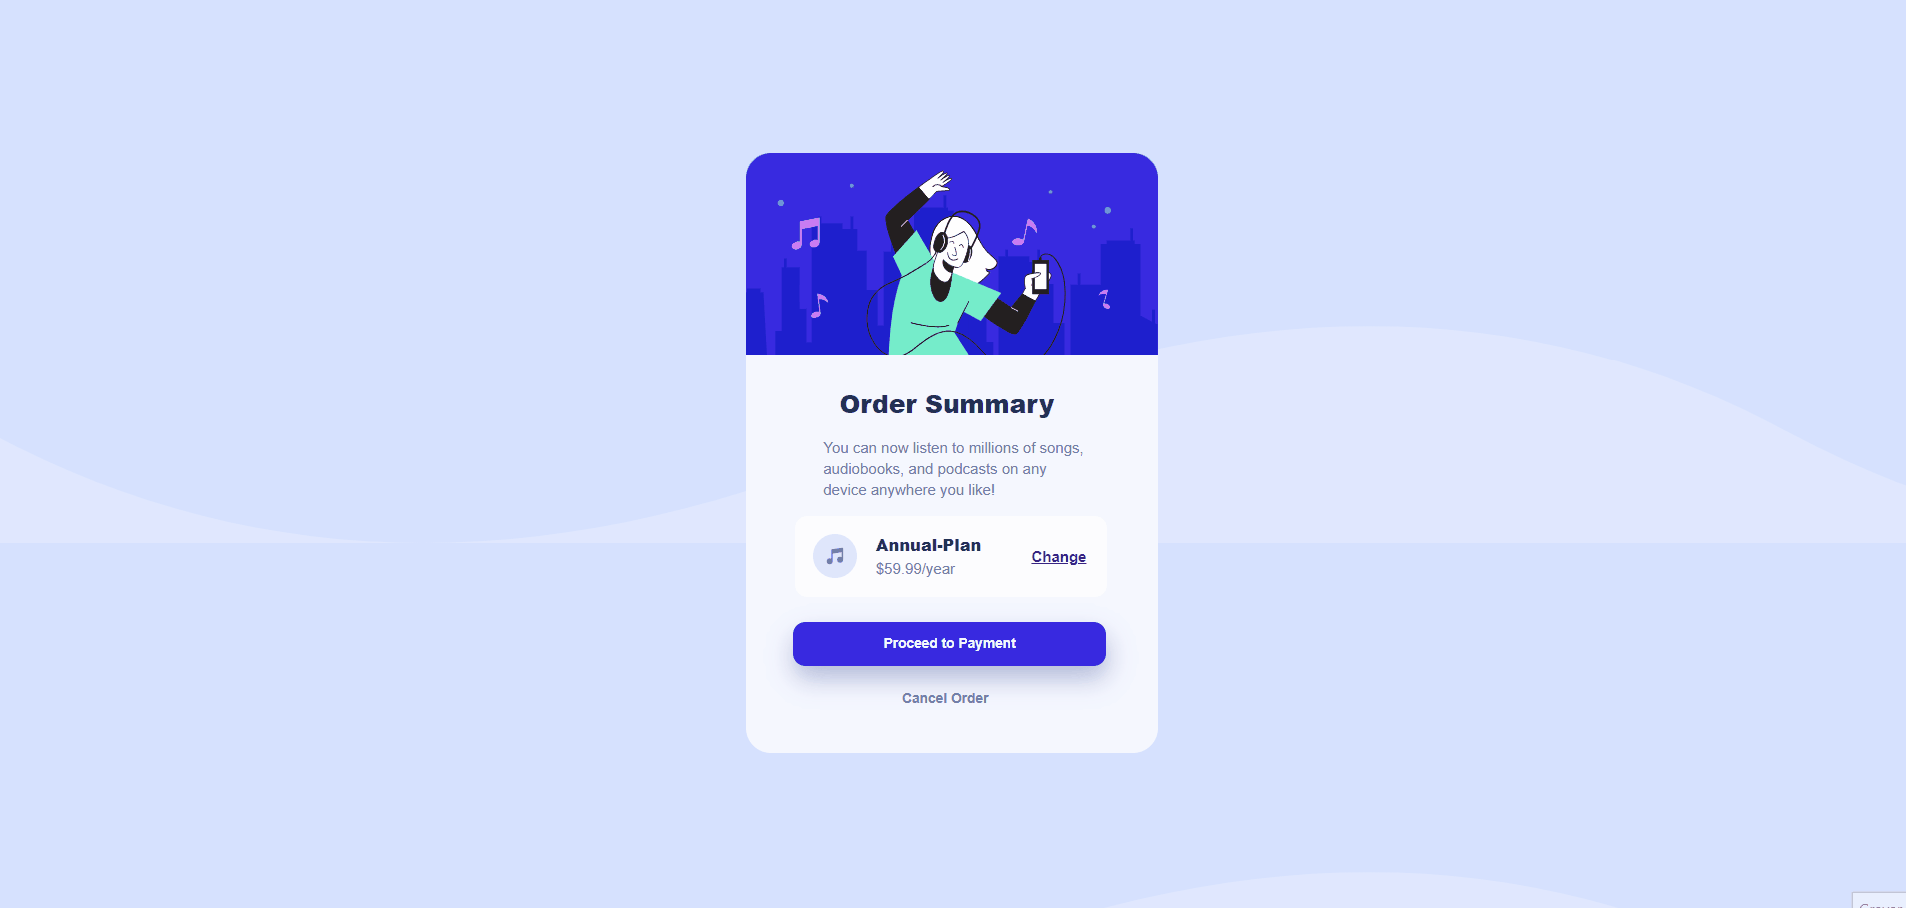 Order Summary
You can now listen to millions of songs,
audiobooks, and podcasts on any
device anywhere you like!
Annual-Plan
$59.99/year
Change
Proceed to Payment
Cancel Order